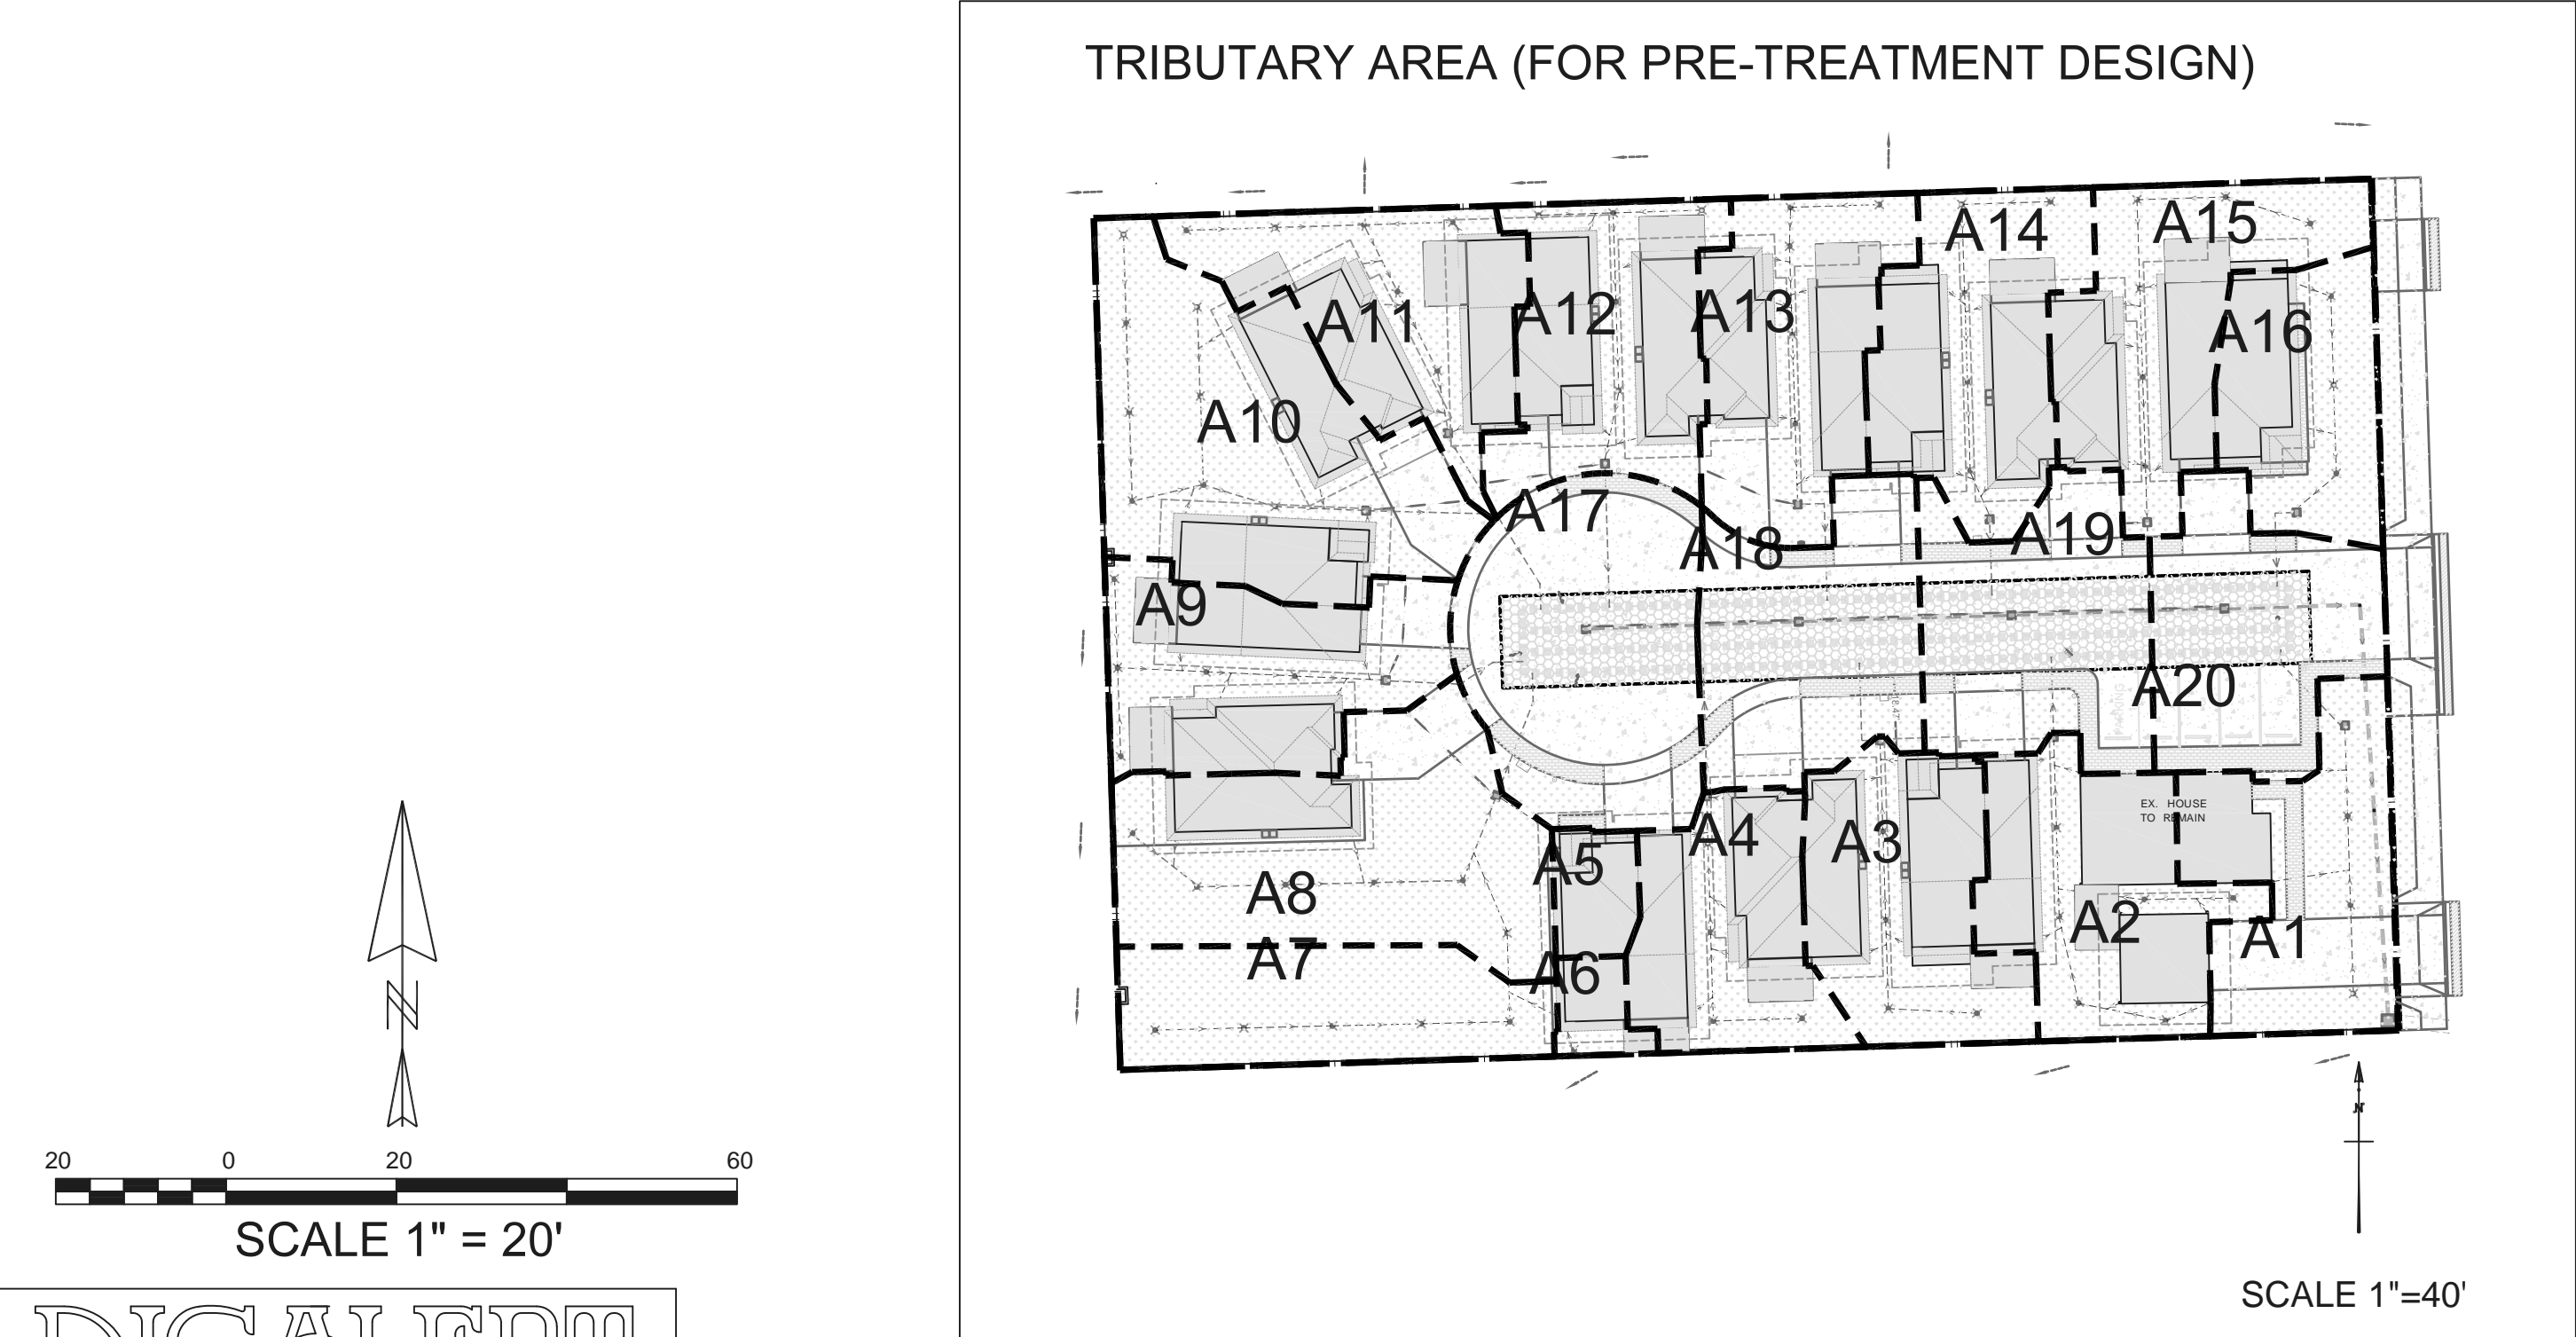 TRIBUTARY AREA (FOR PRE-TREATMENT DESIGN)
A14
A15
A11
A12
A13
A16
A10
A17
A18
A19
A9
A20
EX. HOUSE
TO REMAIN
A5
A4
A3
A8
A2
A1
A7
A6
N
20 0 20 60
SCALE 1" = 20'
N
SCALE 1"=40'
DIGALERT